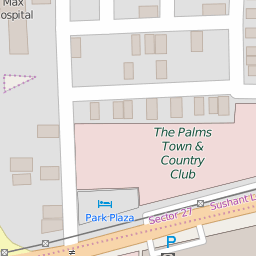 Max
Hospital
The Palms
Town &
Country
Club
Park Plaza
Sector 27
Sushant L
P